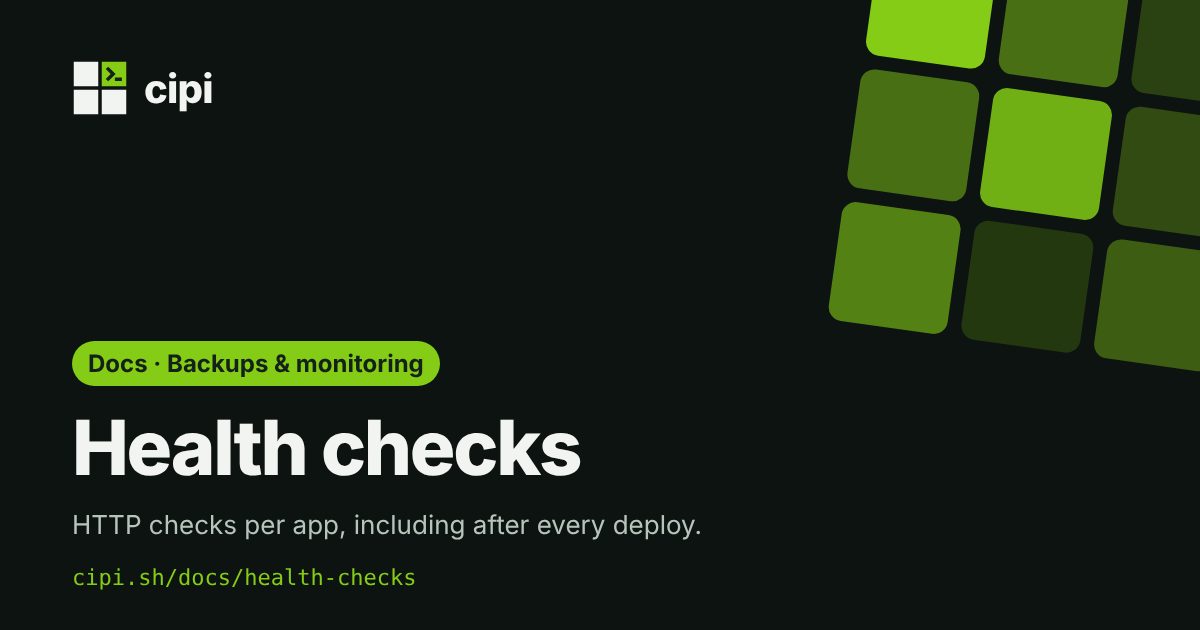 cipi
Docs · Backups & monitoring
Health checks
HTTP checks per app, including after every deploy.
cipi.sh/docs/health-checks